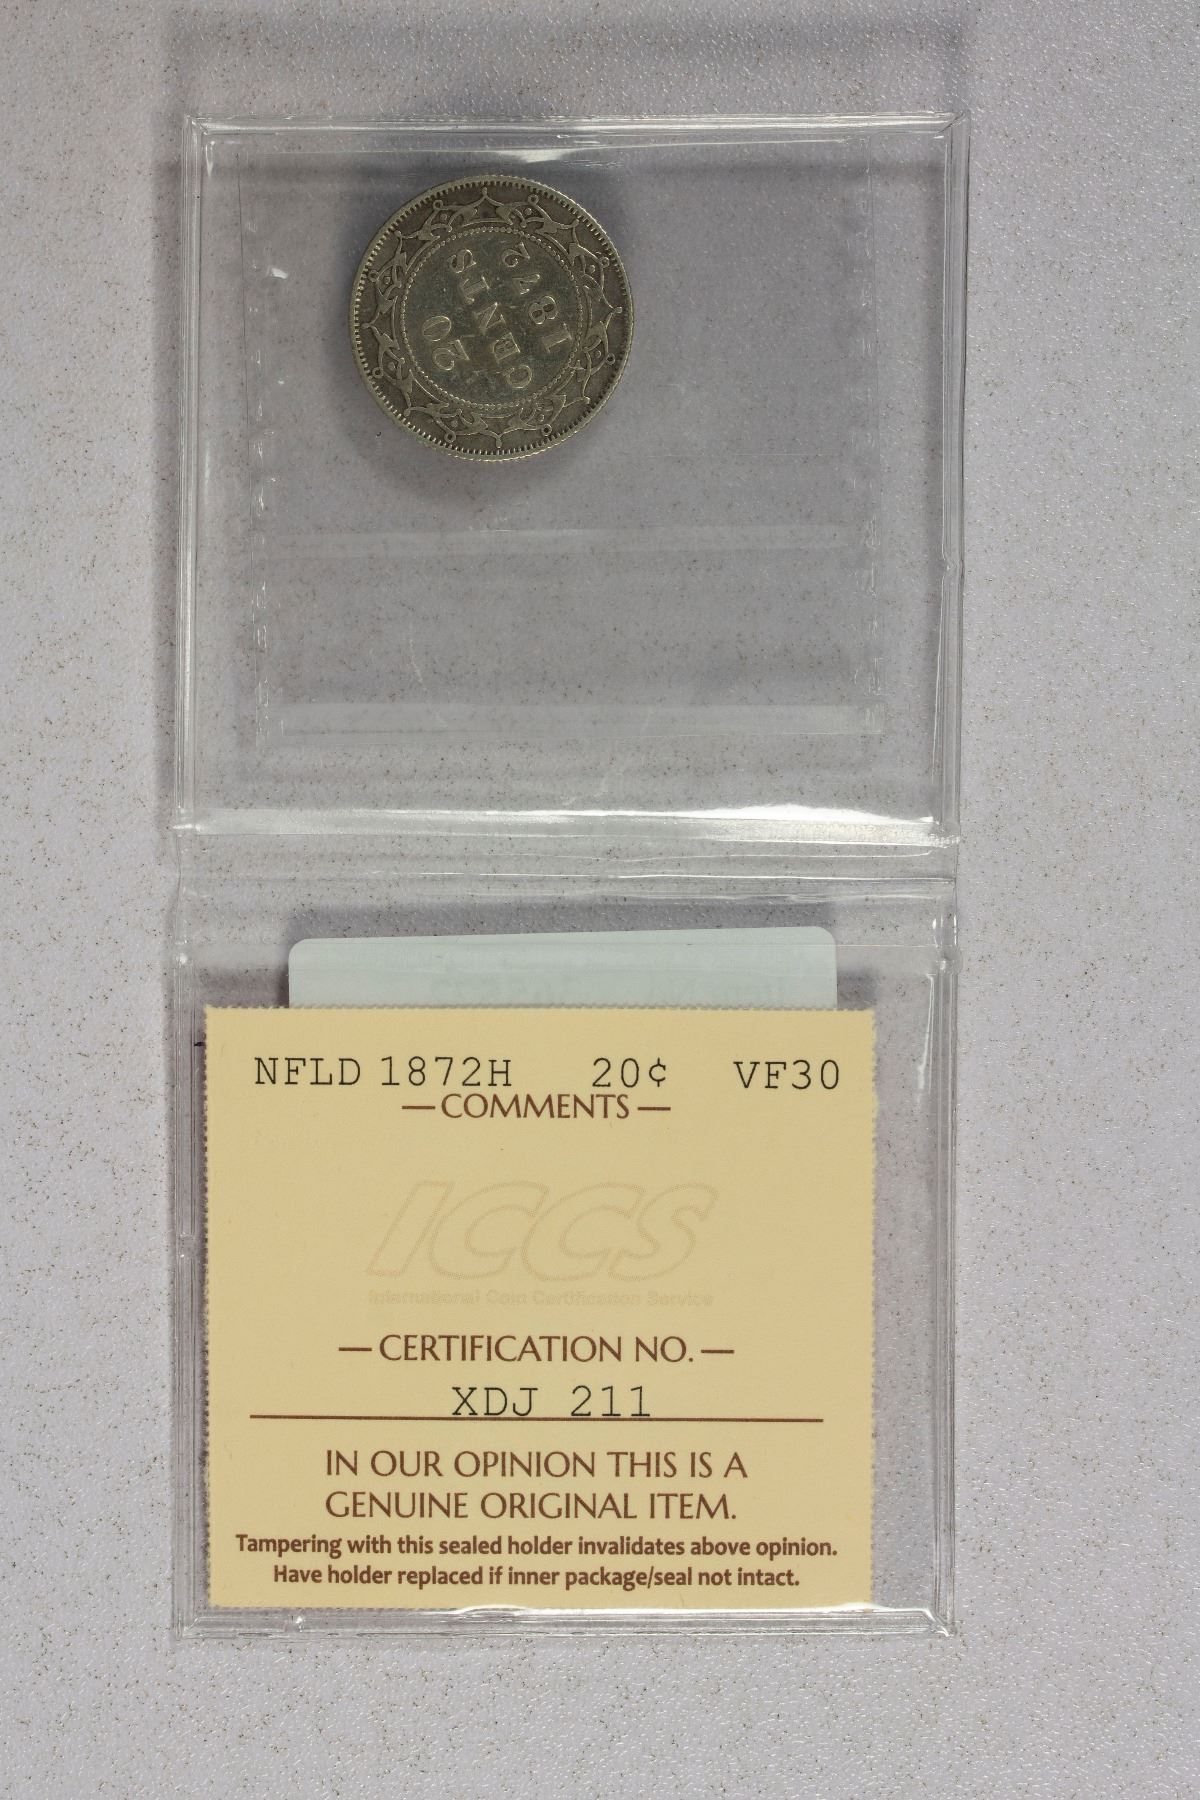 20
CENTS
1872
NFLD 1872H 20¢ VF30
— COMMENTS —
ICCS
International Coin Certification Service
— CERTIFICATION NO. —
XDJ 211
IN OUR OPINION THIS IS A
GENUINE ORIGINAL ITEM.
Tampering with this sealed holder invalidates above opinion.
Have holder replaced if inner package/seal not intact.